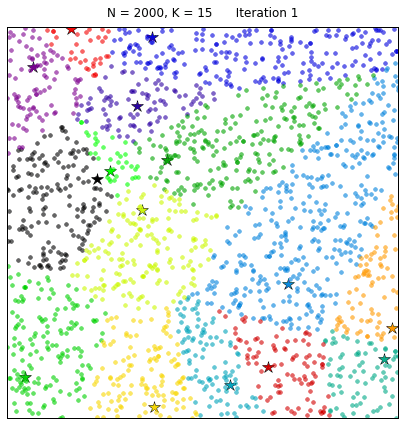 N = 2000, K = 15 Iteration 1